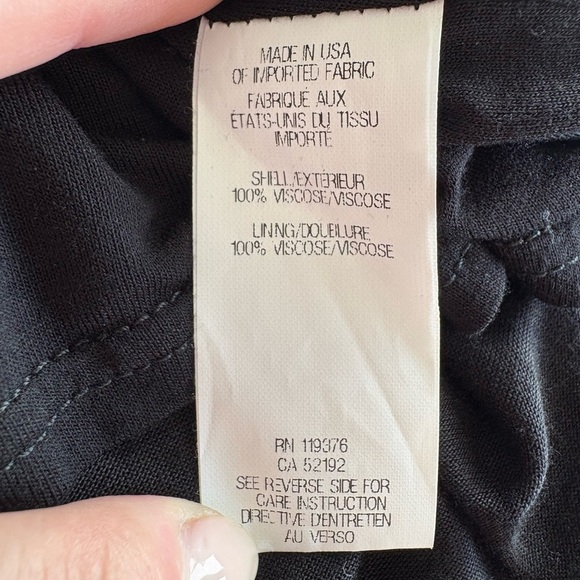 MADE IN USA
OF IMPORTED FABRIC
FABRIQUÉ AUX
ÉTATS-UNIS DU TISSU
IMPORTÉ
SHELL/EXTÉRIEUR
100% VISCOSE/VISCOSE
LINING/DOUBLURE
100% VISCOSE/VISCOSE
RN 119376
CA 52192
SEE REVERSE SIDE FOR
CARE INSTRUCTION
DIRECTIVE D'ENTRETIEN
AU VERSO